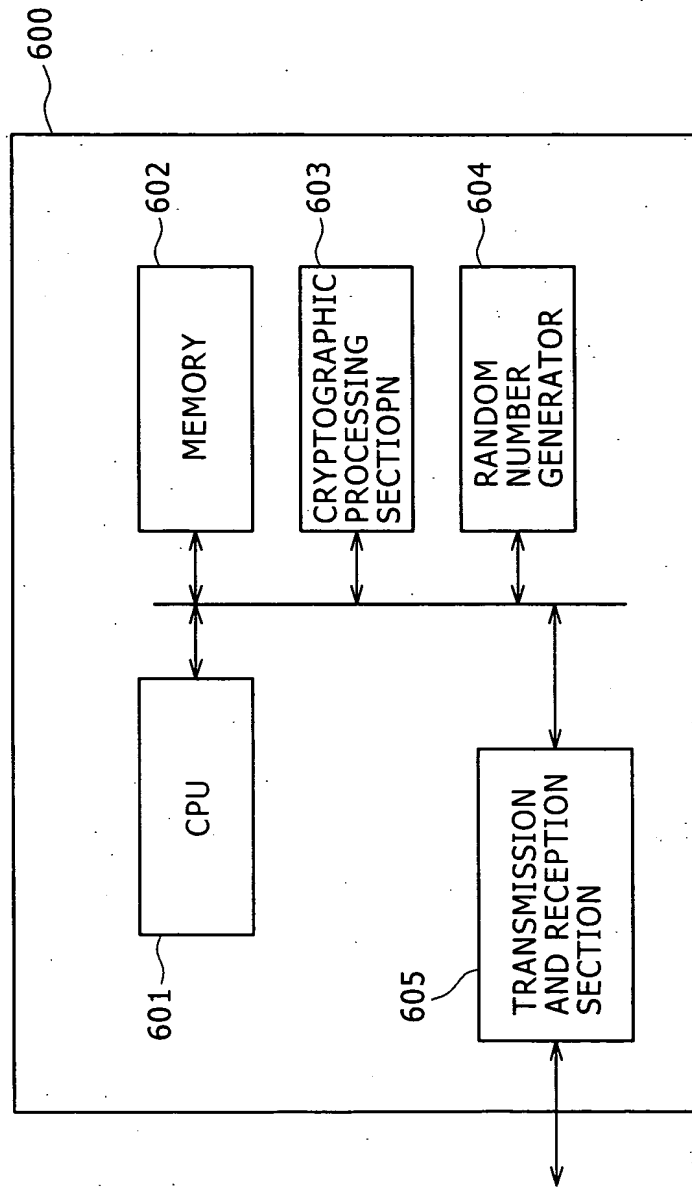 600
602
MEMORY
603
CRYPTOGRAPHIC
PROCESSING
SECTIOPN
604
RANDOM
NUMBER
GENERATOR
CPU
601
605
TRANSMISSION
AND RECEPTION
SECTION